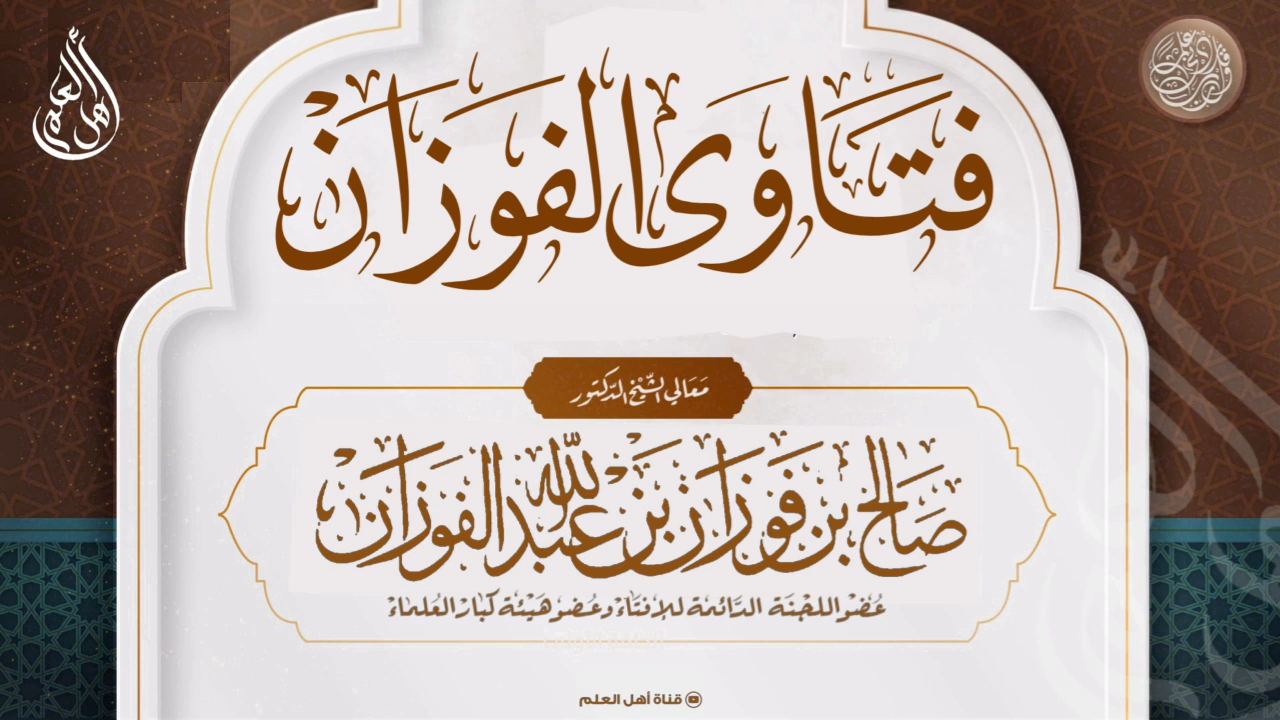 أهل العلم
فتاوى الفوزان
معالي الشيخ الدكتور
صالح بن فوزان بن عبد الله الفوزان
عضو اللجنة الدائمة للإفتاء وعضو هيئة كبار العلماء
قناة أهل العلم